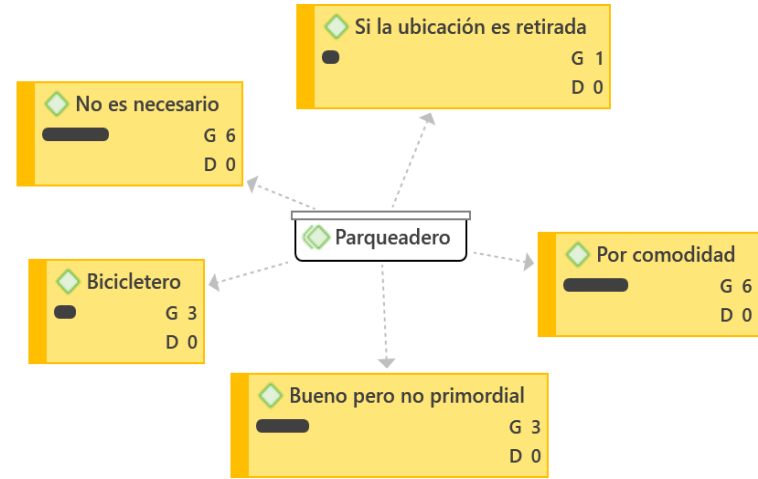 Si la ubicación es retirada
G 1
D 0
No es necesario
G 6
D 0
Parqueadero
Por comodidad
G 6
D 0
Bicicletero
G 3
D 0
Bueno pero no primordial
G 3
D 0